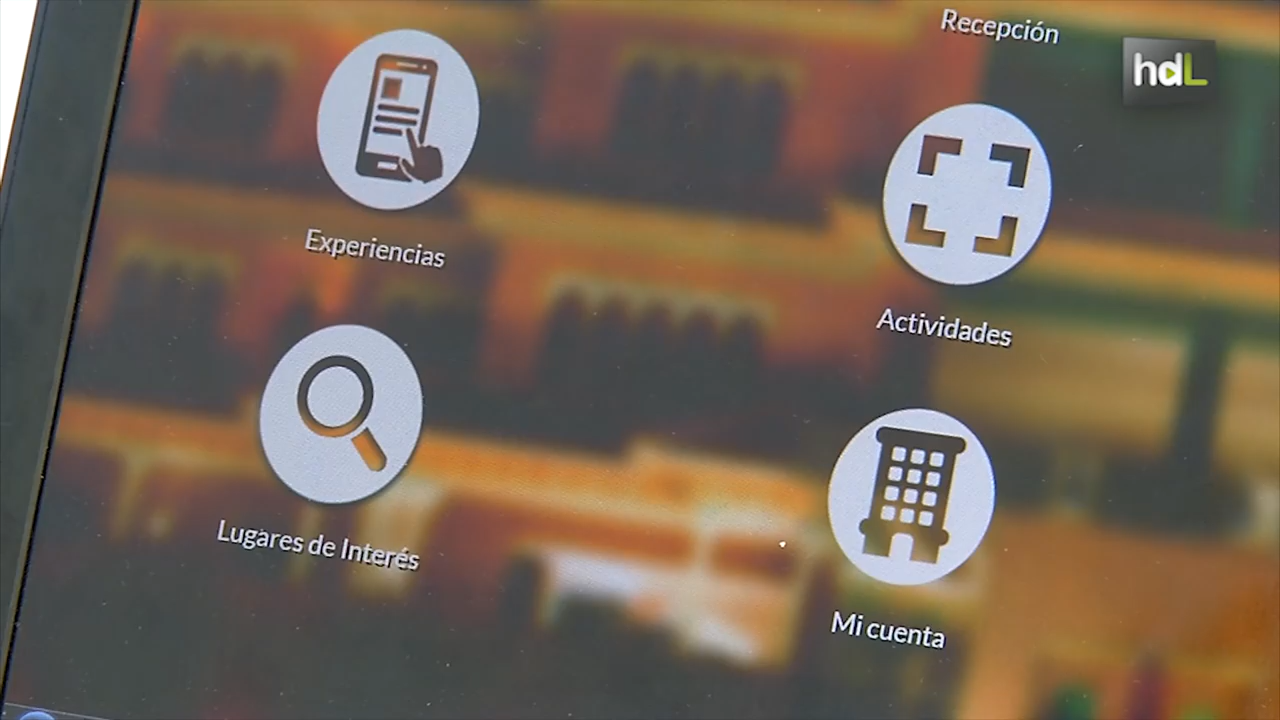 Recepción
hdL
Experiencias
Actividades
Lugares de Interés
Mi cuenta